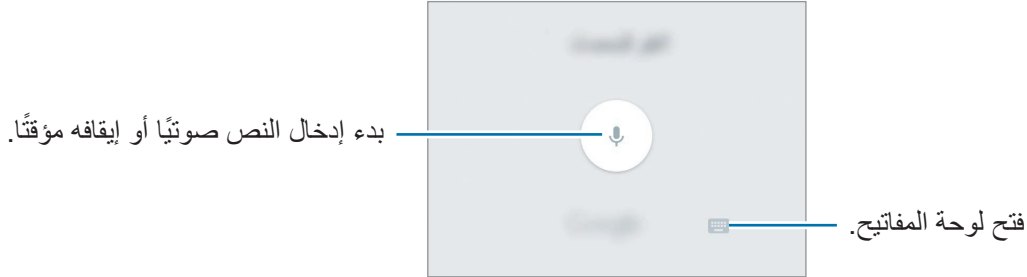 بدء إدخال النص صوتيًا أو إيقافه مؤقتًا.
فتح لوحة المفاتيح.